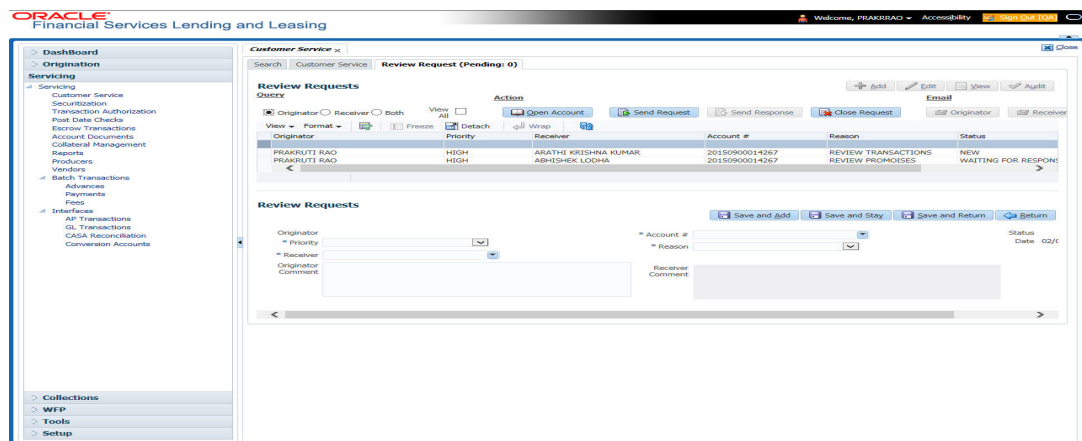 ORACLE
Financial Services Lending and Leasing
Welcome, PRAKRRAO Accessibility Sign Out [QA]
Close
DashBoard
Origination
Servicing
Servicing
Customer Service
Securitization
Transaction Authorization
Post Date Checks
Escrow Transactions
Account Documents
Collateral Management
Reports
Producers
Vendors
Batch Transactions
Advances
Payments
Fees
Interfaces
AP Transactions
GL Transactions
CASA Reconciliation
Conversion Accounts
Collections
WFP
Tools
Setup
Customer Service x
Search Customer Service Review Request (Pending: 0)
Review Requests
Add Edit View Audit
Query Action Email
Originator Receiver Both View All Open Account Send Request Send Response Close Request Originator Receiver
View Format Freeze Detach Wrap
Originator Priority Receiver Account # Reason Status
PRAKRUTI RAO HIGH ARATHI KRISHNA KUMAR 20150900014267 REVIEW TRANSACTIONS NEW
PRAKRUTI RAO HIGH ABHISHEK LODHA 20150900014267 REVIEW PROMOISES WAITING FOR RESPONS
Review Requests
Save and Add Save and Stay Save and Return Return
Originator
* Priority
* Receiver
Originator Comment
* Account #
* Reason
Receiver Comment
Status
Date 02/0